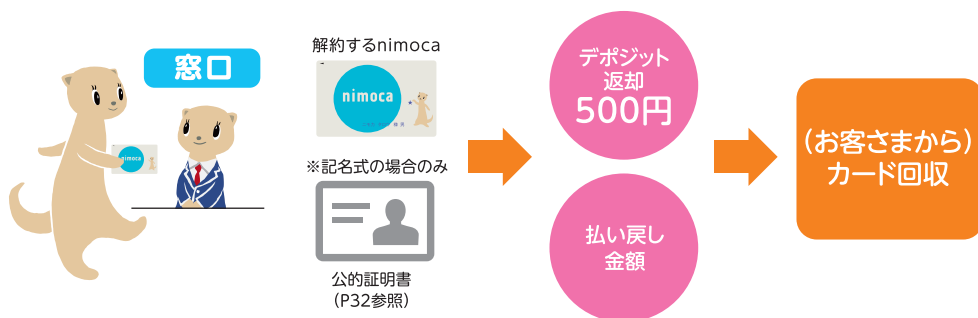 窓口
nimoca
解約するnimoca
nimoca
※記名式の場合のみ
公的証明書
(P32参照)
デポジット
返却
500円
払い戻し
金額
(お客さまから)
カード回収